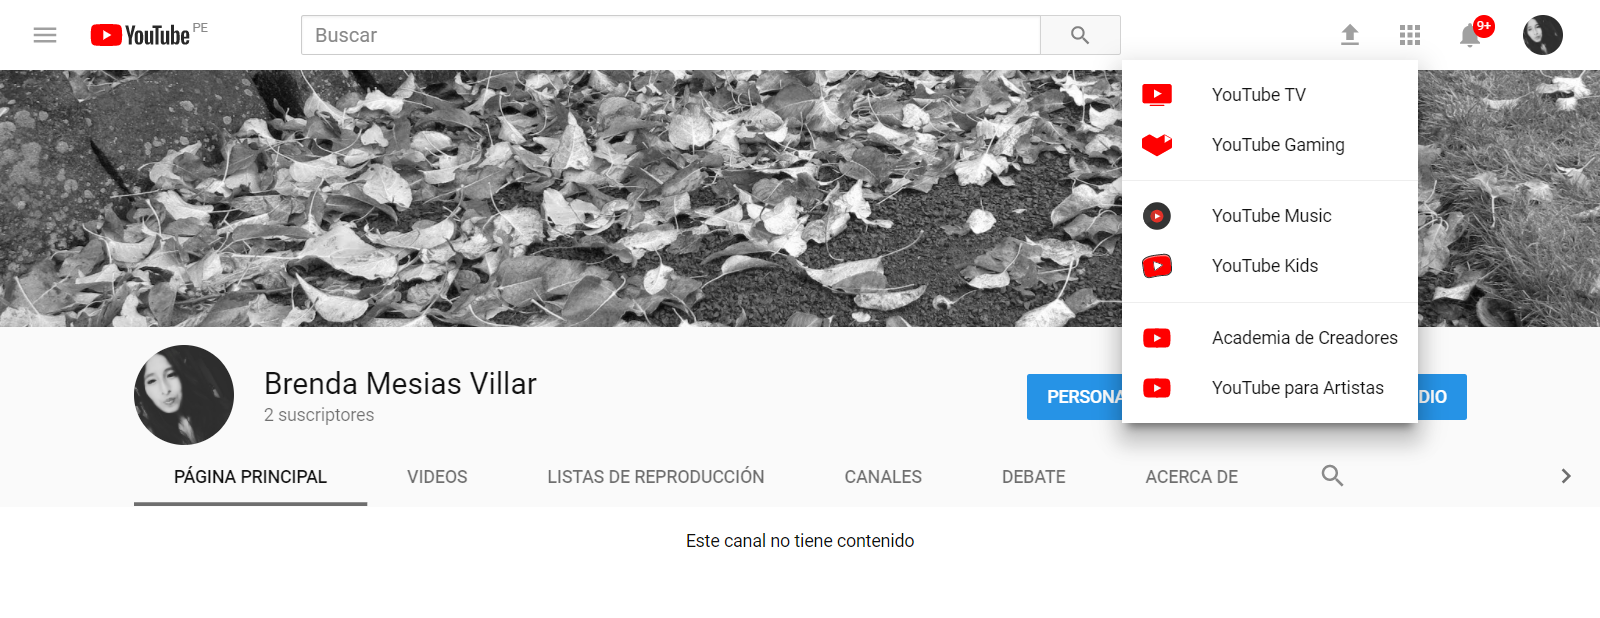 YouTube PE
Buscar
9+
YouTube TV
YouTube Gaming
YouTube Music
YouTube Kids
Academia de Creadores
YouTube para Artistas
Brenda Mesias Villar
2 suscriptores
PÁGINA PRINCIPAL VIDEOS LISTAS DE REPRODUCCIÓN CANALES DEBATE ACERCA DE
Este canal no tiene contenido